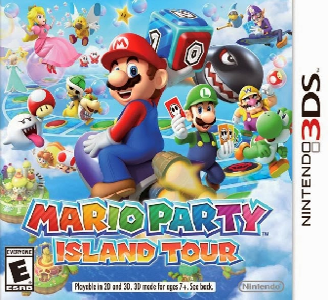 NINTENDO 3DS
MARIO PARTY
ISLAND TOUR
E
EVERYONE
ESRB
Playable in 2D and 3D. 3D mode for ages 7+. See back.